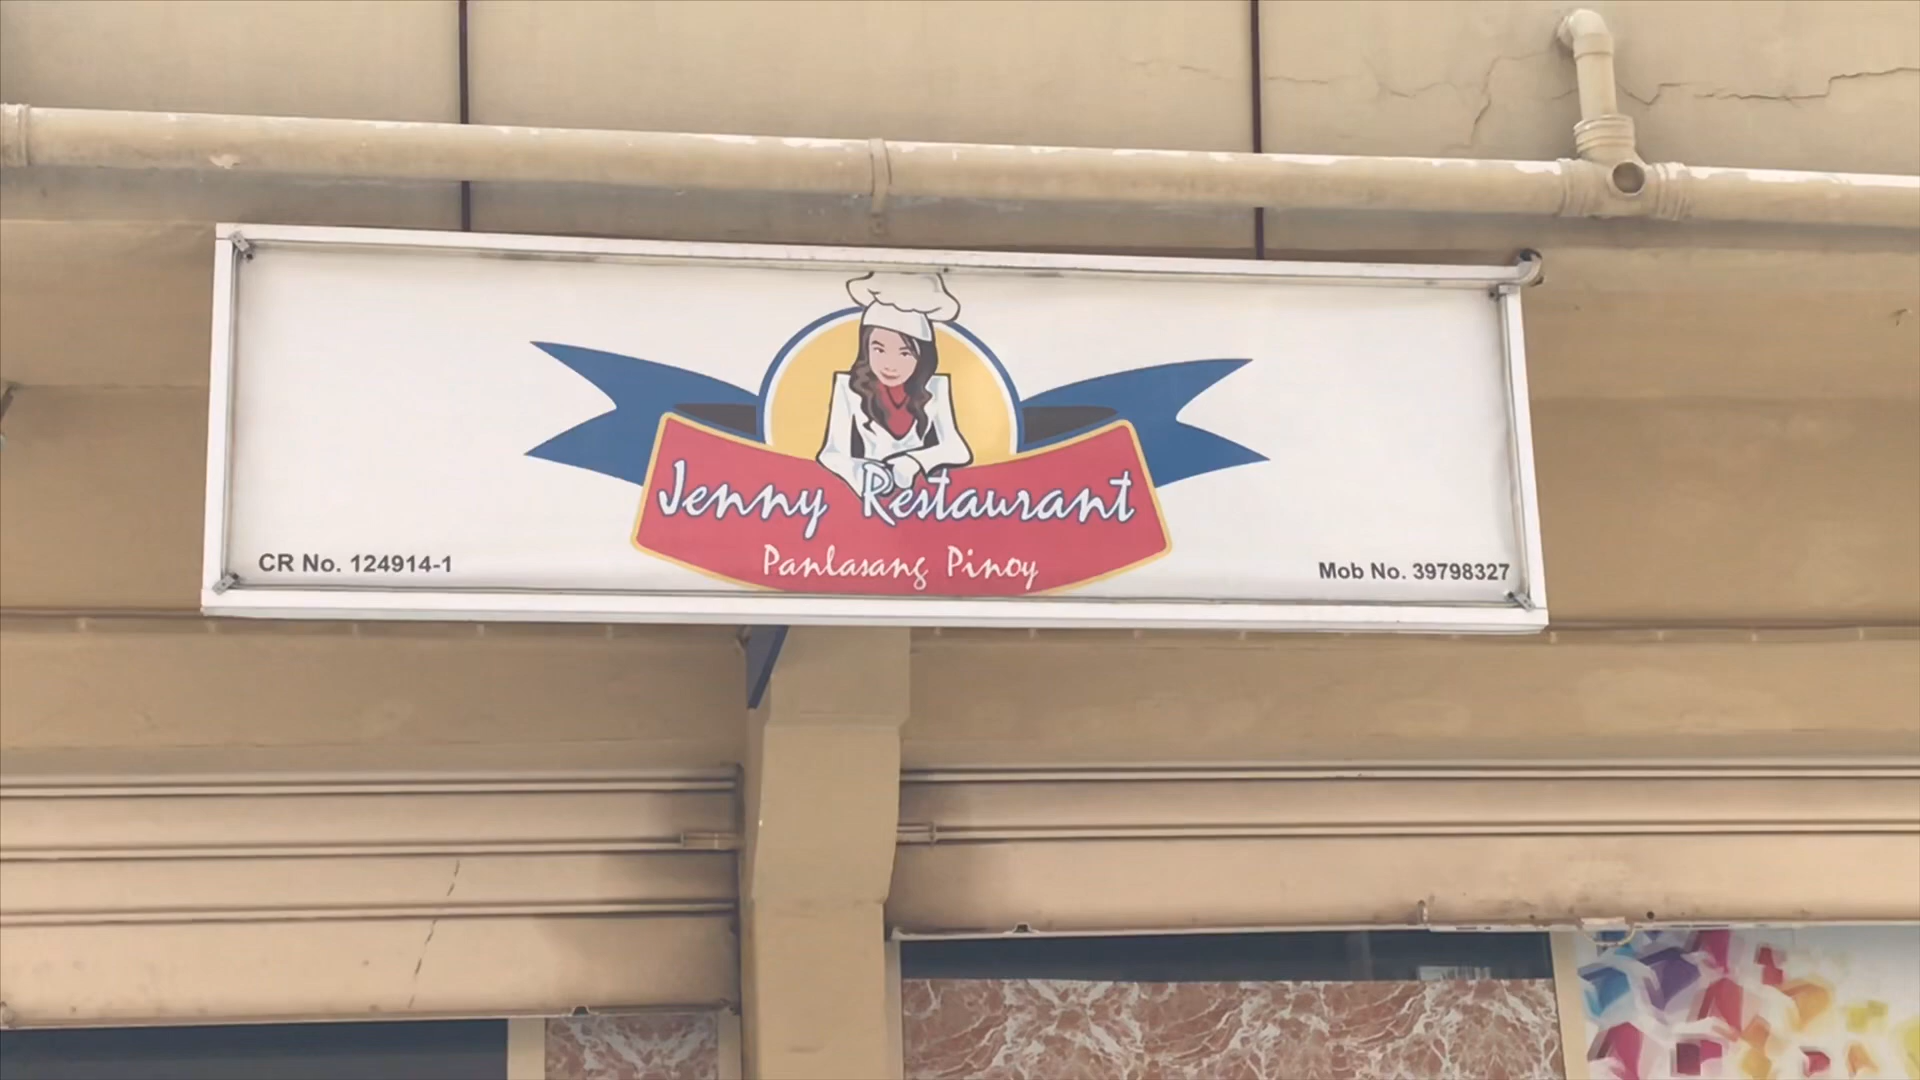 Jenny Restaurant
Panlasang Pinoy
CR No. 124914-1
Mob No. 39798327